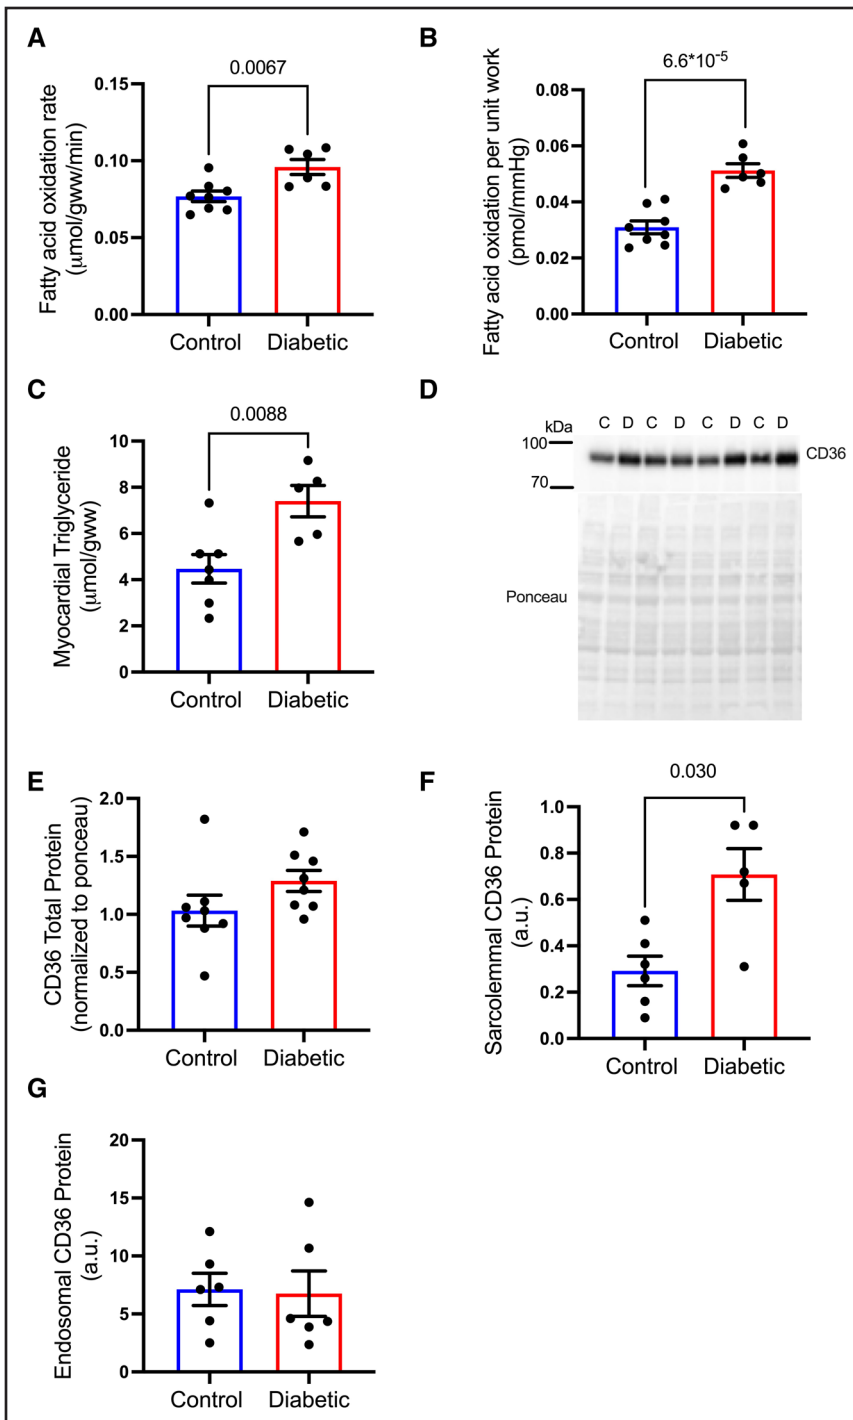 A
0.0067
Fatty acid oxidation rate
(μmol/gww/min)
0.15
0.10
0.05
0.00
Control
Diabetic
B
6.6*10-5
Fatty acid oxidation per unit work
(pmol/mmHg)
0.08
0.06
0.04
0.02
0.00
Control
Diabetic
C
0.0088
Myocardial Triglyceride
(μmol/gww)
10
8
6
4
2
0
Control
Diabetic
D
kDa
C D C D C D C D
100
CD36
70
Ponceau
E
CD36 Total Protein
(normalized to ponceau)
2.0
1.5
1.0
0.5
0.0
Control
Diabetic
F
0.030
Sarcolemmal CD36 Protein
(a.u.)
1.0
0.8
0.6
0.4
0.2
0.0
Control
Diabetic
G
Endosomal CD36 Protein
(a.u.)
20
15
10
5
0
Control
Diabetic